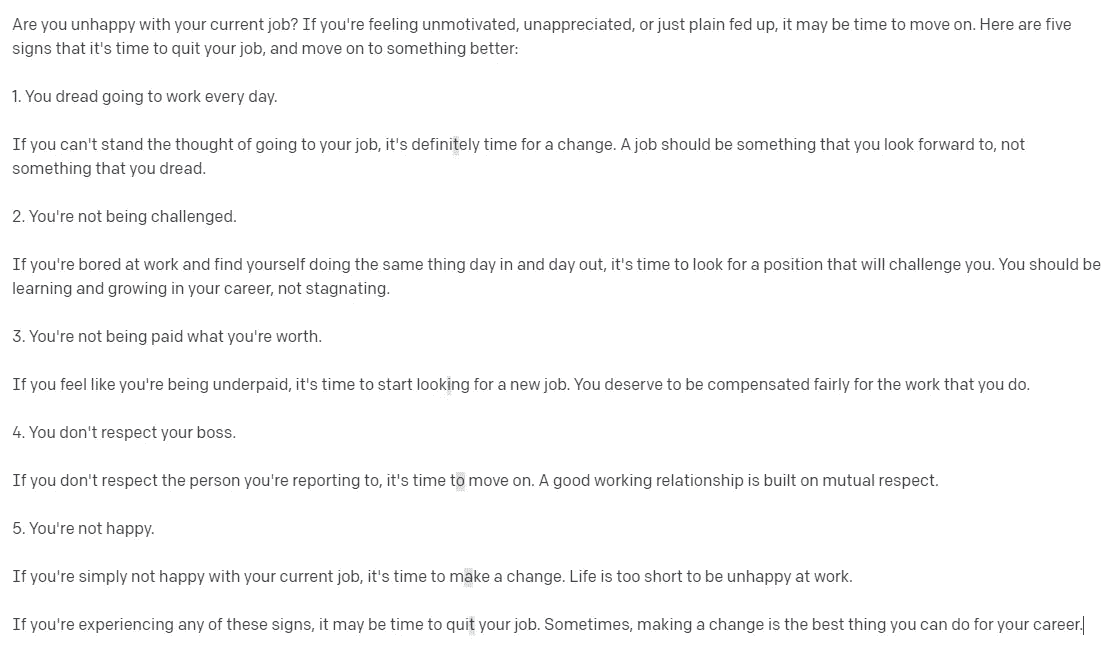 Are you unhappy with your current job? If you're feeling unmotivated, unappreciated, or just plain fed up, it may be time to move on. Here are five
signs that it's time to quit your job, and move on to something better:
1. You dread going to work every day.
If you can't stand the thought of going to your job, it's definitely time for a change. A job should be something that you look forward to, not
something that you dread.
2. You're not being challenged.
If you're bored at work and find yourself doing the same thing day in and day out, it's time to look for a position that will challenge you. You should be
learning and growing in your career, not stagnating.
3. You're not being paid what you're worth.
If you feel like you're being underpaid, it's time to start looking for a new job. You deserve to be compensated fairly for the work that you do.
4. You don't respect your boss.
If you don't respect the person you're reporting to, it's time to move on. A good working relationship is built on mutual respect.
5. You're not happy.
If you're simply not happy with your current job, it's time to make a change. Life is too short to be unhappy at work.
If you're experiencing any of these signs, it may be time to quit your job. Sometimes, making a change is the best thing you can do for your career.